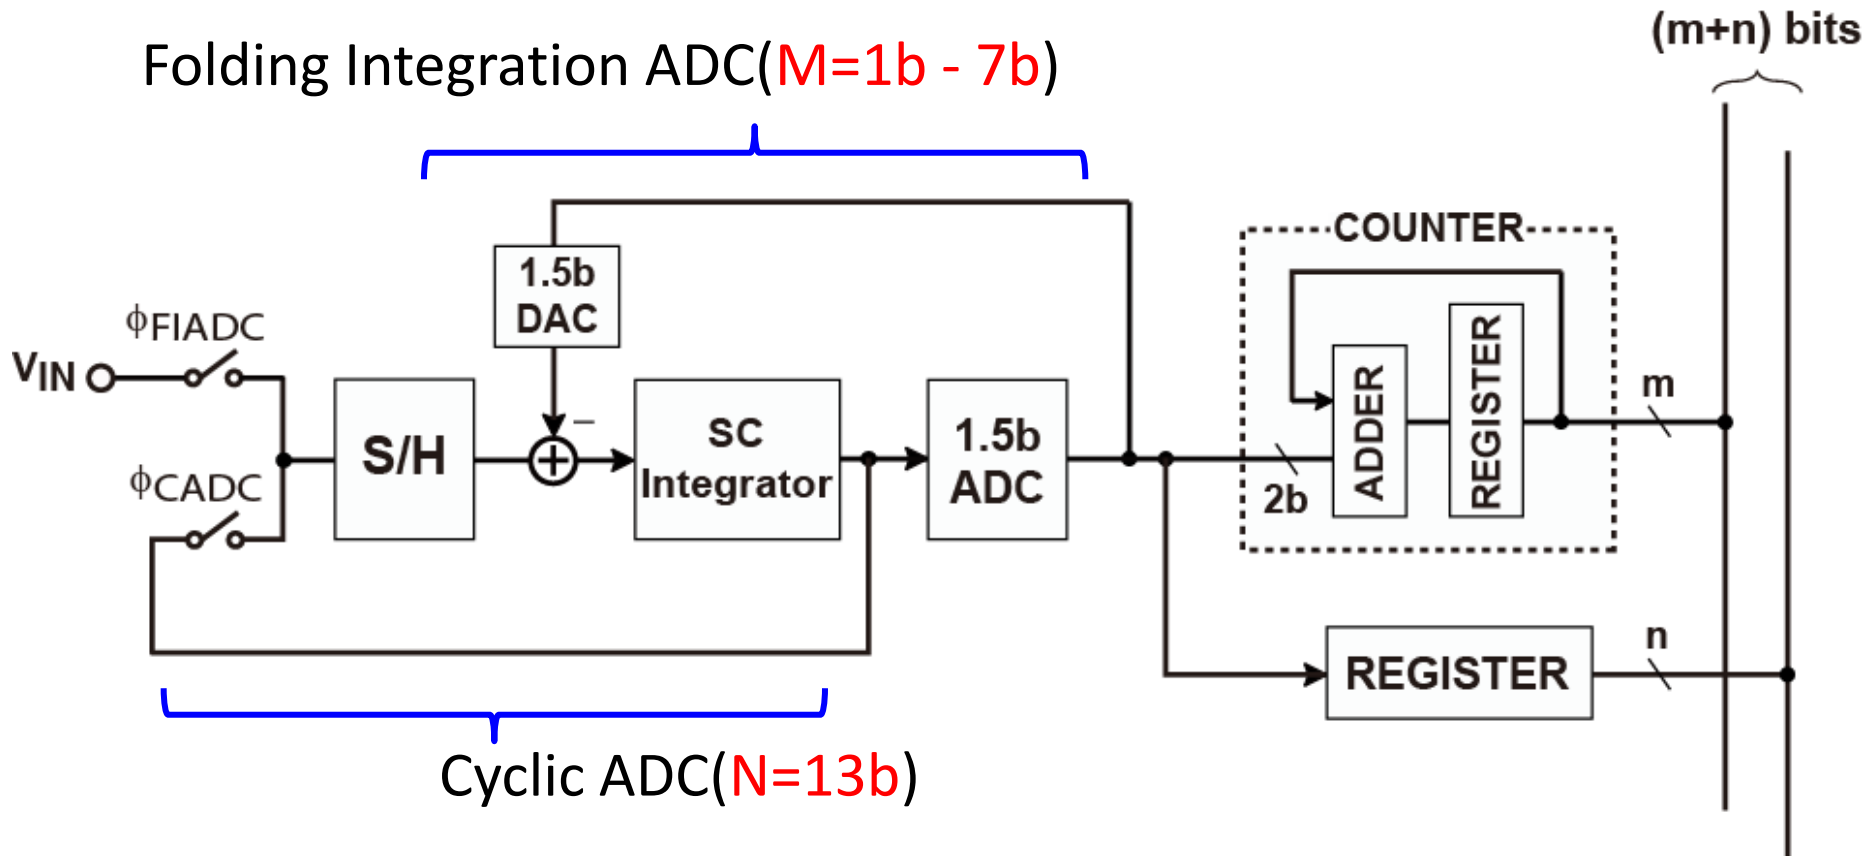 (m+n) bits
Folding Integration ADC(M=1b - 7b)
COUNTER
1.5b
DAC
ϕFIADC
VIN
S/H
–
+
SC
Integrator
1.5b
ADC
2b
ADDER
REGISTER
m
ϕCADC
REGISTER
n
Cyclic ADC(N=13b)